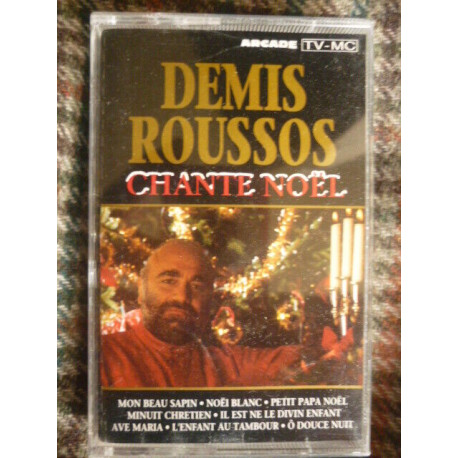 ARCADE TV-MC
DEMIS
ROUSSOS
CHANTE NOËL
MON BEAU SAPIN • NOËL BLANC • PETIT PAPA NOËL
MINUIT CHRETIEN • IL EST NE LE DIVIN ENFANT
AVE MARIA • L'ENFANT AU TAMBOUR • Ô DOUCE NUIT